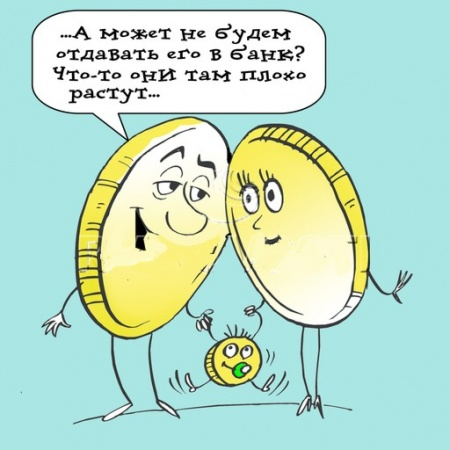 ...А может не будем
отдавать его в банк?
Что-то они там плохо
растут...